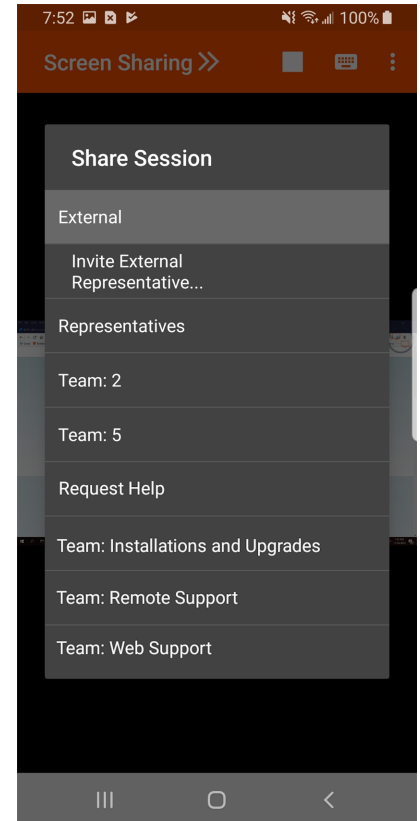 7:52 100%
Screen Sharing
Share Session
External
Invite External
Representative...
Representatives
Team: 2
Team: 5
Request Help
Team: Installations and Upgrades
Team: Remote Support
Team: Web Support